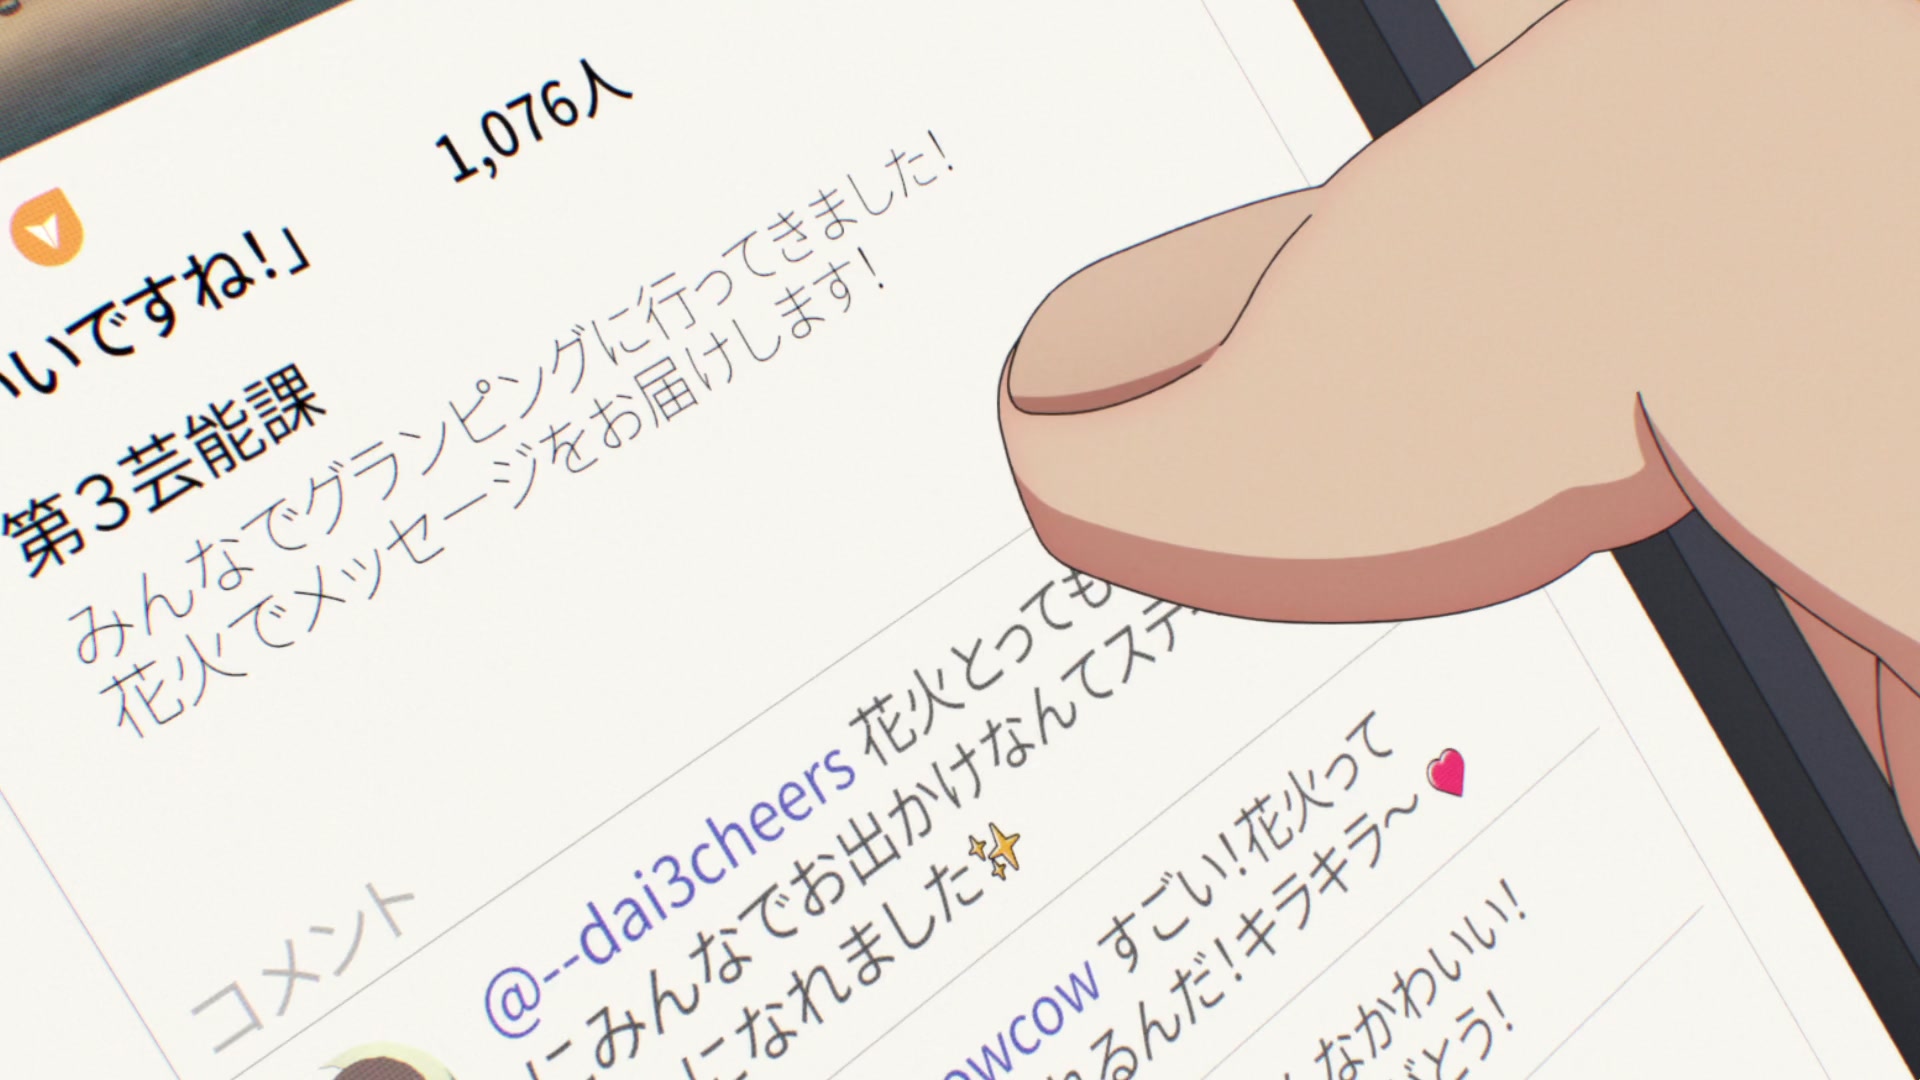 いいですね!」
1,076人
第3芸能課
みんなでグランピングに行ってきました!
花火でメッセージをお届けします!
コメント
@--dai3cheers 花火とっても
にみんなでお出かけなんてステ
になれました✨
owcow すごい!花火って
れるんだ!キラキラ～
なかわいい!
とう!